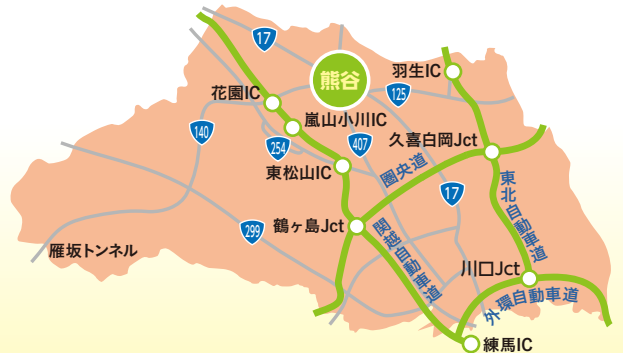 17
熊谷
羽生IC
花園IC
125
嵐山小川IC
140
254
407
久喜白岡Jct
東松山IC
圏央道
17
東北自動車道
鶴ヶ島Jct
299
関越自動車道
雁坂トンネル
川口Jct
外環自動車道
練馬IC